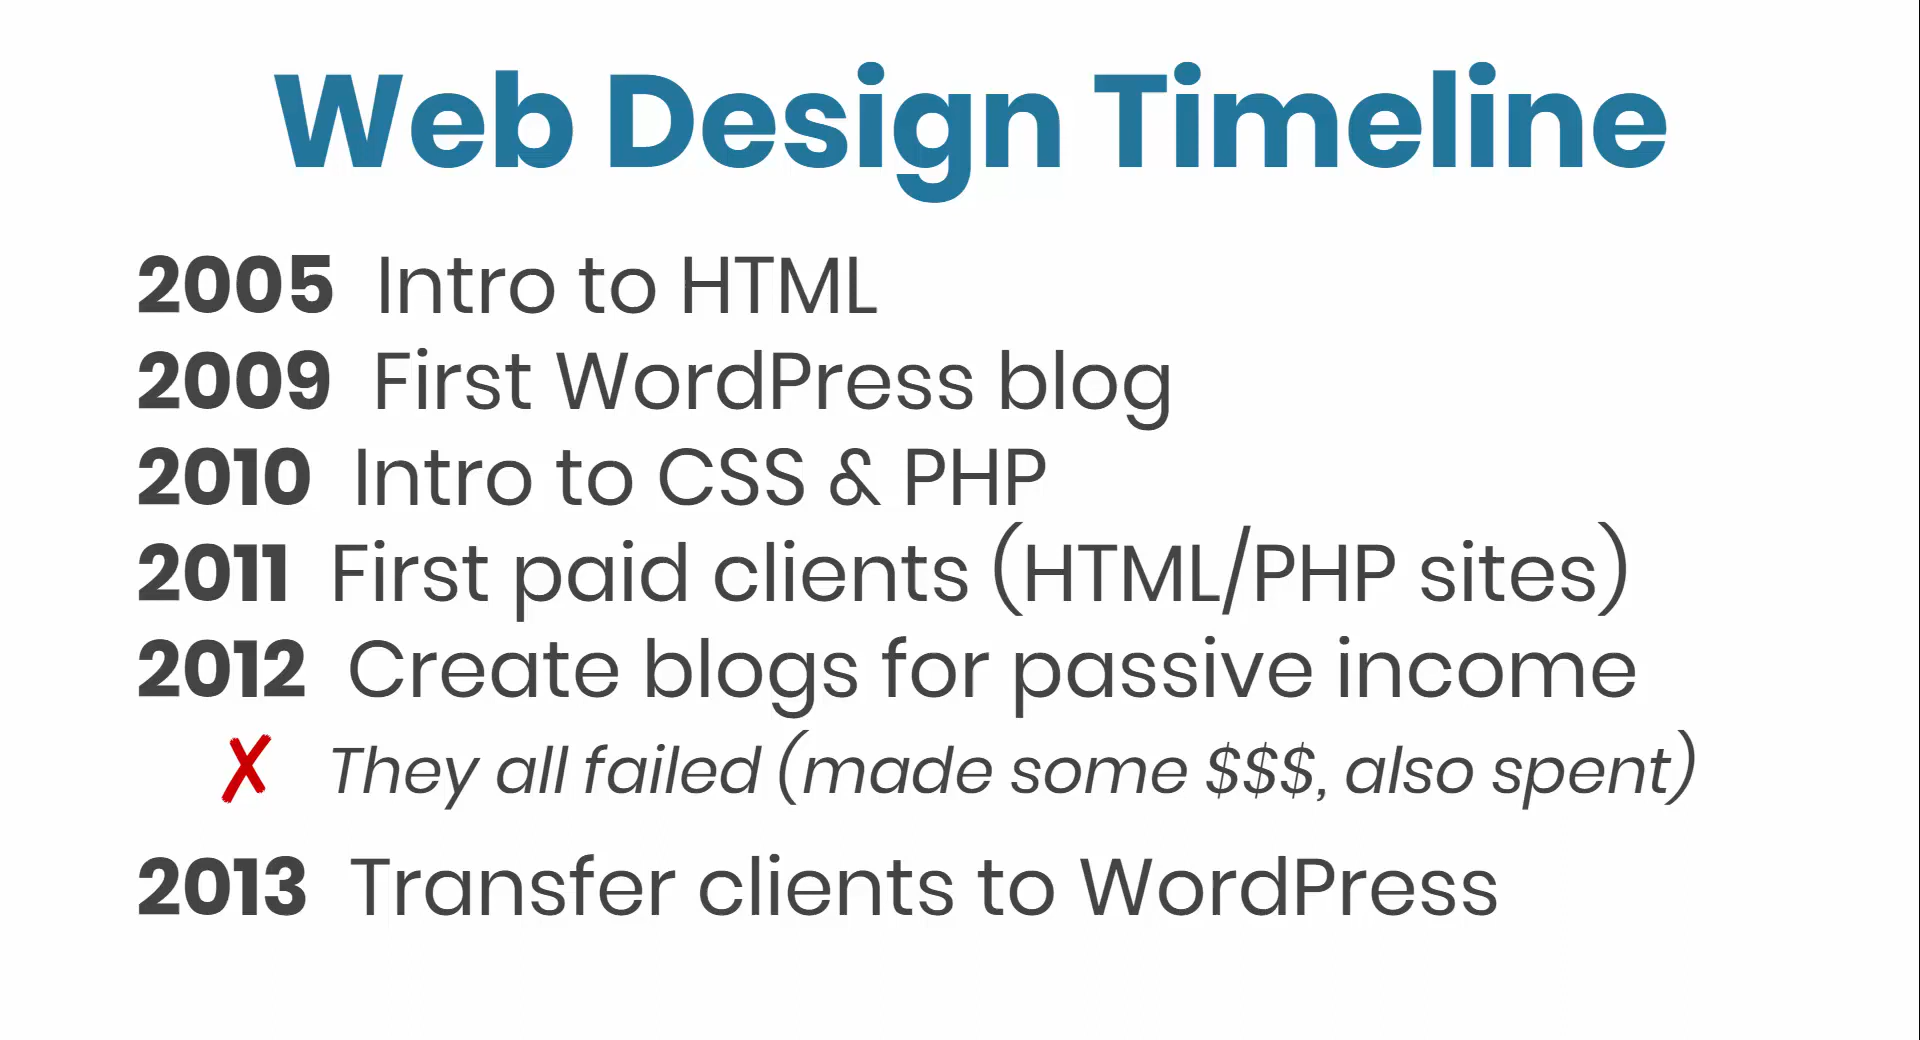 Web Design Timeline
2005 Intro to HTML
2009 First WordPress blog
2010 Intro to CSS & PHP
2011 First paid clients (HTML/PHP sites)
2012 Create blogs for passive income
✗ They all failed (made some $$$, also spent)
2013 Transfer clients to WordPress